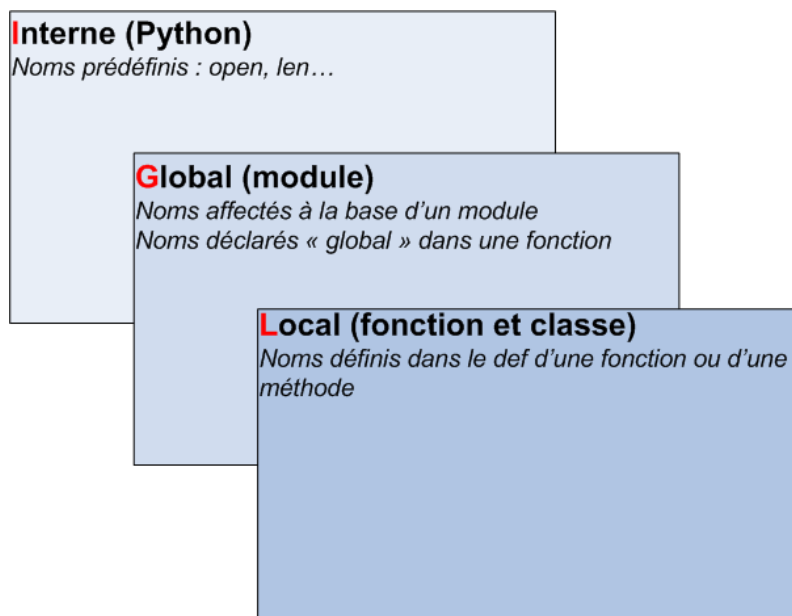 Interne (Python)
Noms prédéfinis : open, len…
Global (module)
Noms affectés à la base d’un module
Noms déclarés « global » dans une fonction
Local (fonction et classe)
Noms définis dans le def d’une fonction ou d’une
méthode